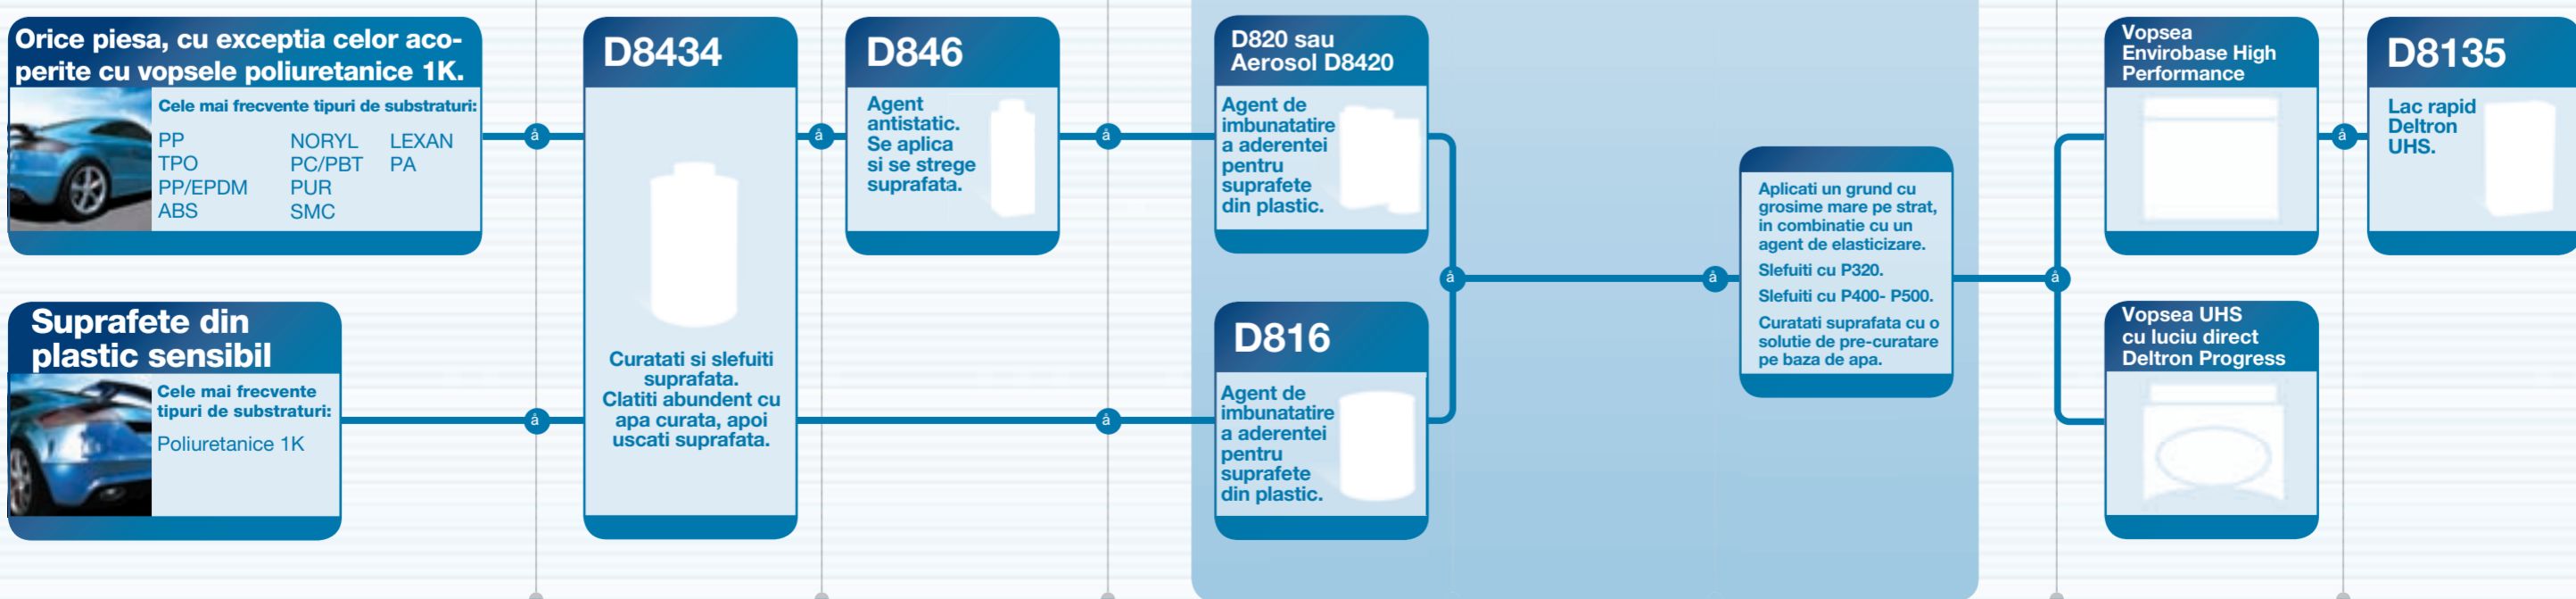 Orice piesa, cu exceptia celor aco-
perite cu vopsele poliuretanice 1K.
Cele mai frecvente tipuri de substraturi:
PP NORYL LEXAN
TPO PC/PBT PA
PP/EPDM PUR
ABS SMC
Suprafete din
plastic sensibil
Cele mai frecvente
tipuri de substraturi:
Poliuretanice 1K
å
å
D8434
Curatati si slefuiti
suprafata.
Clatiti abundent cu
apa curata, apoi
uscati suprafata.
å
D846
Agent
antistatic.
Se aplica
si se strege
suprafata.
å
å
D820 sau
Aerosol D8420
Agent de
imbunatatire
a aderentei
pentru
suprafete
din plastic.
D816
Agent de
imbunatatire
a aderentei
pentru
suprafete
din plastic.
å
å
Aplicati un grund cu
grosime mare pe strat,
in combinatie cu un
agent de elasticizare.
Slefuiti cu P320.
Slefuiti cu P400- P500.
Curatati suprafata cu o
solutie de pre-curatare
pe baza de apa.
å
Vopsea
Envirobase High
Performance
å
D8135
Lac rapid
Deltron
UHS.
Vopsea UHS
cu luciu direct
Deltron Progress